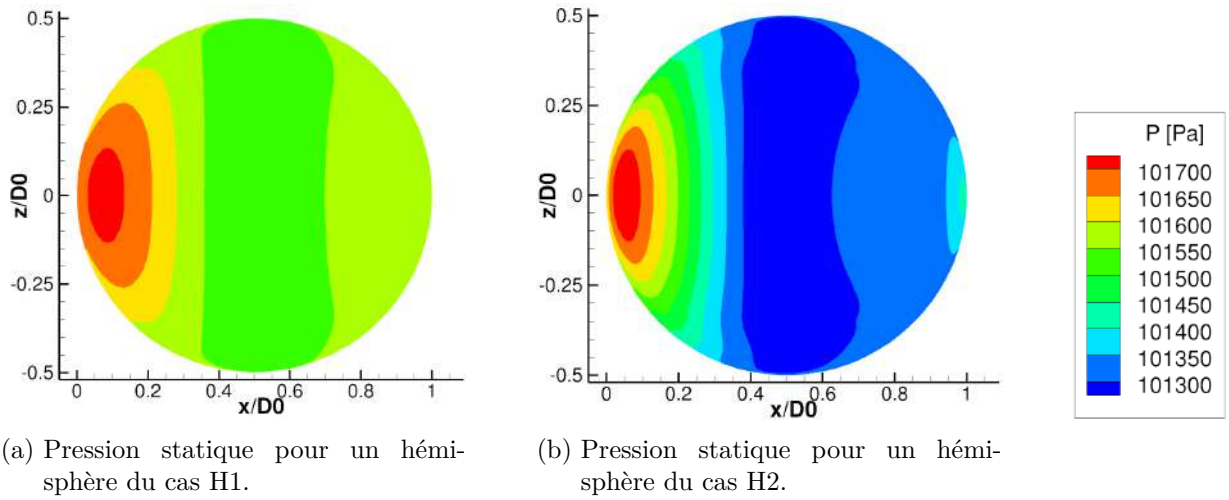 0.5
0.25
0
-0.25
-0.5
z/D0
0 0.2 0.4 0.6 0.8 1
x/D0
0.5
0.25
0
-0.25
-0.5
z/D0
0 0.2 0.4 0.6 0.8 1
x/D0
P [Pa]
101700
101650
101550
101500
101450
101400
101350
101300
(a) Pression statique pour un hémi-
sphère du cas H1.
(b) Pression statique pour un hémi-
sphère du cas H2.